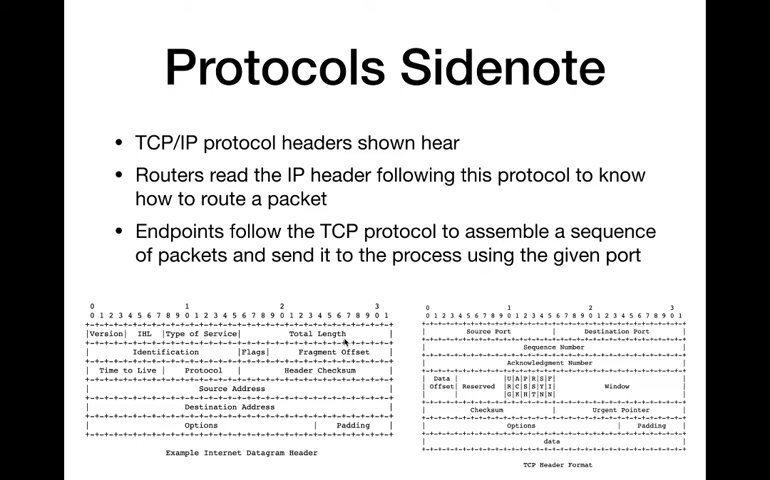 Protocols Sidenote
• TCP/IP protocol headers shown hear
• Routers read the IP header following this protocol to know
how to route a packet
• Endpoints follow the TCP protocol to assemble a sequence
of packets and send it to the process using the given port
0 1 2 3
0 1 2 3 4 5 6 7 8 9 0 1 2 3 4 5 6 7 8 9 0 1 2 3 4 5 6 7 8 9 0 1
+-+-+-+-+-+-+-+-+-+-+-+-+-+-+-+-+-+-+-+-+-+-+-+-+-+-+-+-+-+-+-+-+
|Version| IHL |Type of Service| Total Length |
+-+-+-+-+-+-+-+-+-+-+-+-+-+-+-+-+-+-+-+-+-+-+-+-+-+-+-+-+-+-+-+-+
| Identification |Flags| Fragment Offset |
+-+-+-+-+-+-+-+-+-+-+-+-+-+-+-+-+-+-+-+-+-+-+-+-+-+-+-+-+-+-+-+-+
| Time to Live | Protocol | Header Checksum |
+-+-+-+-+-+-+-+-+-+-+-+-+-+-+-+-+-+-+-+-+-+-+-+-+-+-+-+-+-+-+-+-+
| Source Address |
+-+-+-+-+-+-+-+-+-+-+-+-+-+-+-+-+-+-+-+-+-+-+-+-+-+-+-+-+-+-+-+-+
| Destination Address |
+-+-+-+-+-+-+-+-+-+-+-+-+-+-+-+-+-+-+-+-+-+-+-+-+-+-+-+-+-+-+-+-+
| Options | Padding |
+-+-+-+-+-+-+-+-+-+-+-+-+-+-+-+-+-+-+-+-+-+-+-+-+-+-+-+-+-+-+-+-+
Example Internet Datagram Header
0 1 2 3
0 1 2 3 4 5 6 7 8 9 0 1 2 3 4 5 6 7 8 9 0 1 2 3 4 5 6 7 8 9 0 1
+-+-+-+-+-+-+-+-+-+-+-+-+-+-+-+-+-+-+-+-+-+-+-+-+-+-+-+-+-+-+-+-+
| Source Port | Destination Port |
+-+-+-+-+-+-+-+-+-+-+-+-+-+-+-+-+-+-+-+-+-+-+-+-+-+-+-+-+-+-+-+-+
| Sequence Number |
+-+-+-+-+-+-+-+-+-+-+-+-+-+-+-+-+-+-+-+-+-+-+-+-+-+-+-+-+-+-+-+-+
| Acknowledgment Number |
+-+-+-+-+-+-+-+-+-+-+-+-+-+-+-+-+-+-+-+-+-+-+-+-+-+-+-+-+-+-+-+-+
| Data | |U|A|P|R|S|F| |
| Offset| Reserved |R|C|S|S|Y|I| Window |
| | |G|K|H|T|N|N| |
+-+-+-+-+-+-+-+-+-+-+-+-+-+-+-+-+-+-+-+-+-+-+-+-+-+-+-+-+-+-+-+-+
| Checksum | Urgent Pointer |
+-+-+-+-+-+-+-+-+-+-+-+-+-+-+-+-+-+-+-+-+-+-+-+-+-+-+-+-+-+-+-+-+
| Options | Padding |
+-+-+-+-+-+-+-+-+-+-+-+-+-+-+-+-+-+-+-+-+-+-+-+-+-+-+-+-+-+-+-+-+
| data |
+-+-+-+-+-+-+-+-+-+-+-+-+-+-+-+-+-+-+-+-+-+-+-+-+-+-+-+-+-+-+-+-+
TCP Header Format